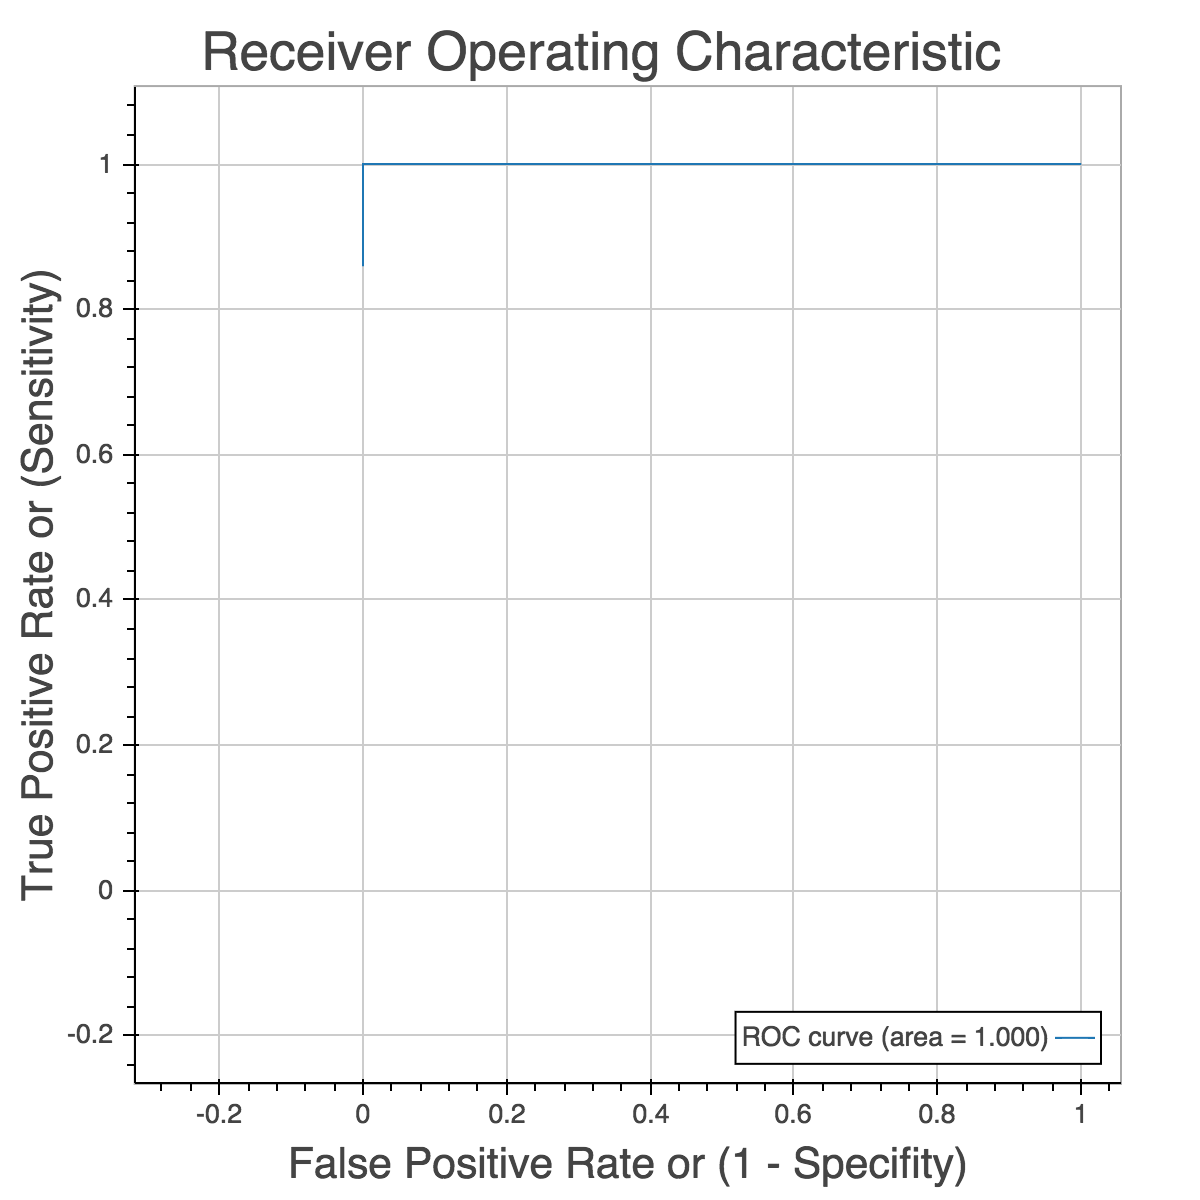 Receiver Operating Characteristic
True Positive Rate or (Sensitivity)
1
0.8
0.6
0.4
0.2
0
-0.2
ROC curve (area = 1.000)
-0.2 0 0.2 0.4 0.6 0.8 1
False Positive Rate or (1 - Specifity)